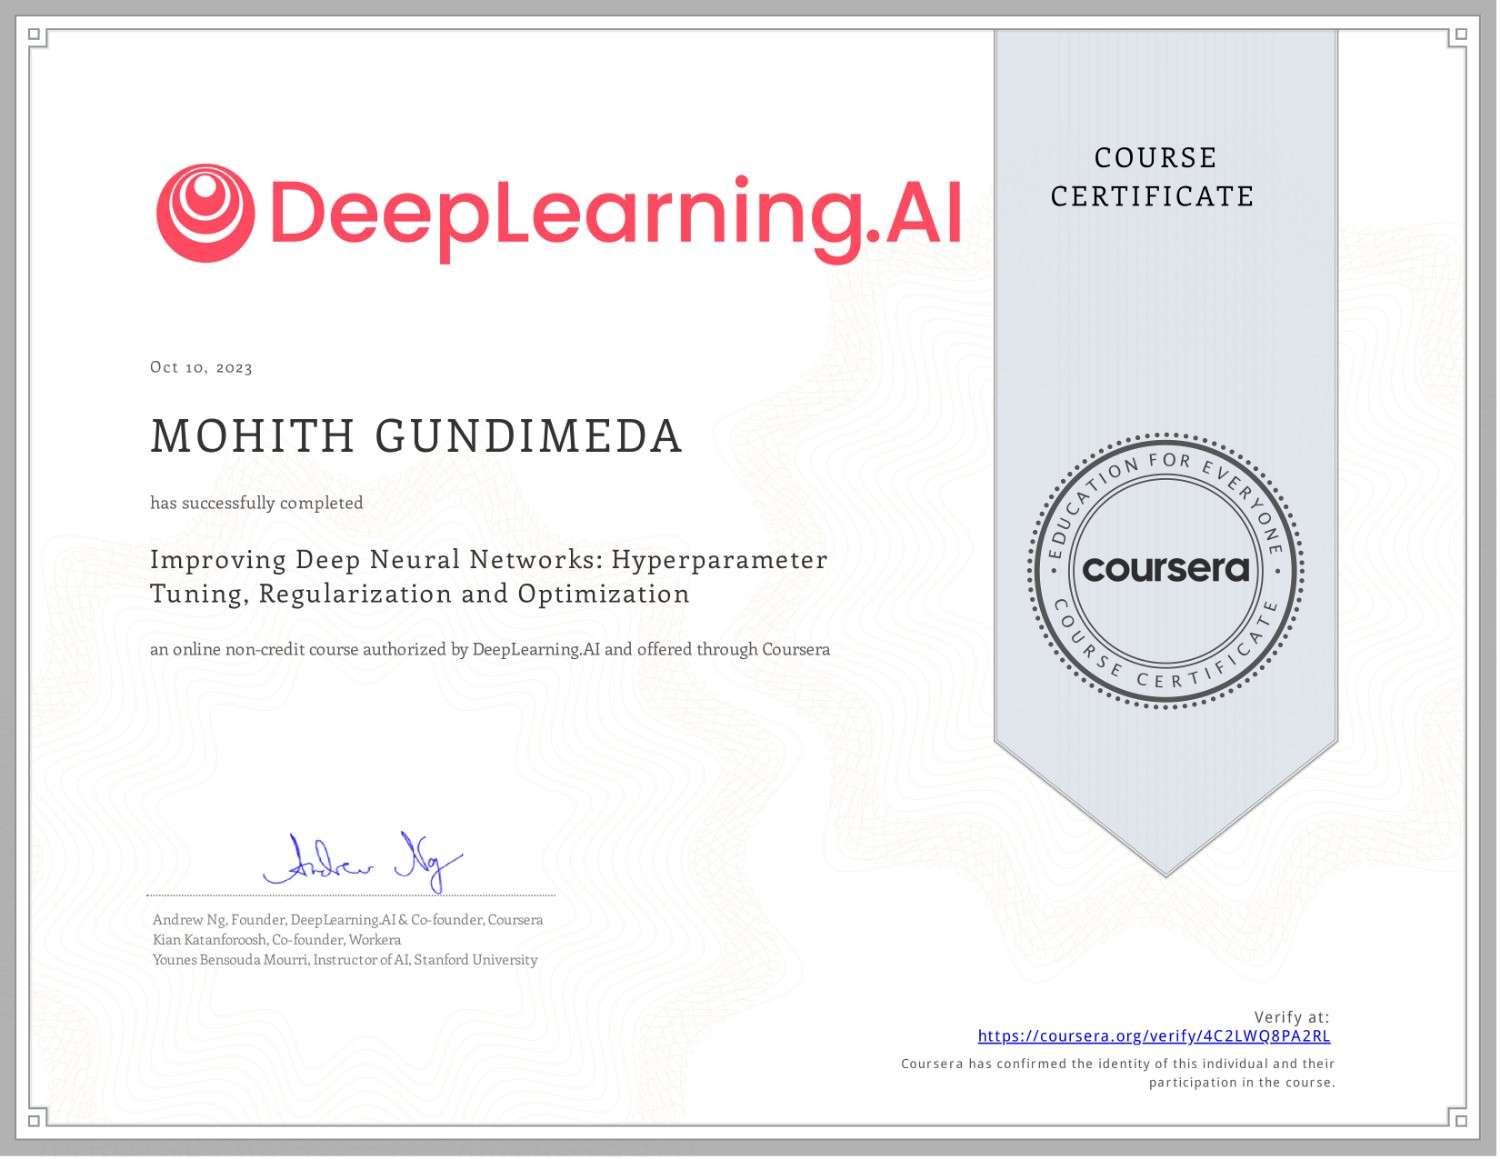 DeepLearning.AI
COURSE
CERTIFICATE
Oct 10, 2023
MOHITH GUNDIMEDA
has successfully completed
Improving Deep Neural Networks: Hyperparameter
Tuning, Regularization and Optimization
an online non-credit course authorized by DeepLearning.AI and offered through Coursera
EDUCATION FOR EVERYONE
coursera
COURSE CERTIFICATE
Andrew Ng
Andrew Ng, Founder, DeepLearning.AI & Co-founder, Coursera
Kian Katanforoosh, Co-founder, Workera
Younes Bensouda Mourri, Instructor of AI, Stanford University
Verify at:
https://coursera.org/verify/4C2LWQ8PA2RL
Coursera has confirmed the identity of this individual and their
participation in the course.